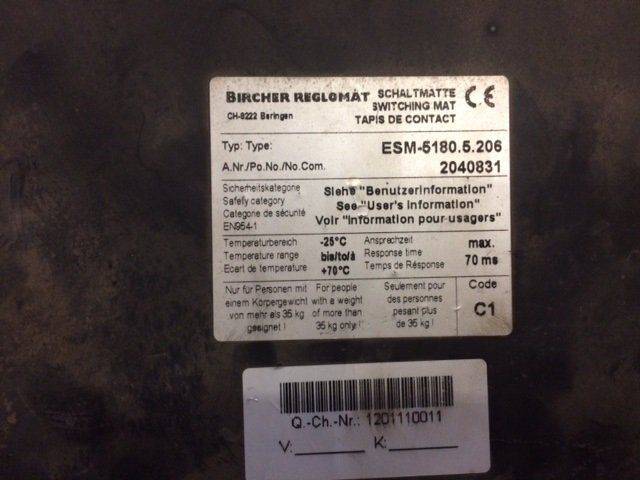 BIRCHER REGLOMAT
CH-8222 Beringen
SCHALTMATTE
SWITCHING MAT
TAPIS DE CONTACT
CE
Typ: Type: ESM-5180.5.206
A.Nr./Po.No./No.Com. 2040831
Sicherheitskategorie
Safety category
Categorie de sécurité
EN954-1
Siehe "Benutzerinformation"
See "User's Information"
Voir "Information pour usagers"
Temperaturbereich
Temperature range
Ecart de temperature
-25°C
bis/to/à
+70°C
Ansprechzeit
Response time
Temps de Résponse
max.
70 ms
Nur für Personen mit
einem Körpergewicht
von mehr als 35 kg
geeignet !
For people
with a weight
of more than
35 kg only !
Seulement pour
des personnes
pesant plus
de 35 kg !
Code
C1
Q.-Ch.-Nr.: 1201110011
V: K: